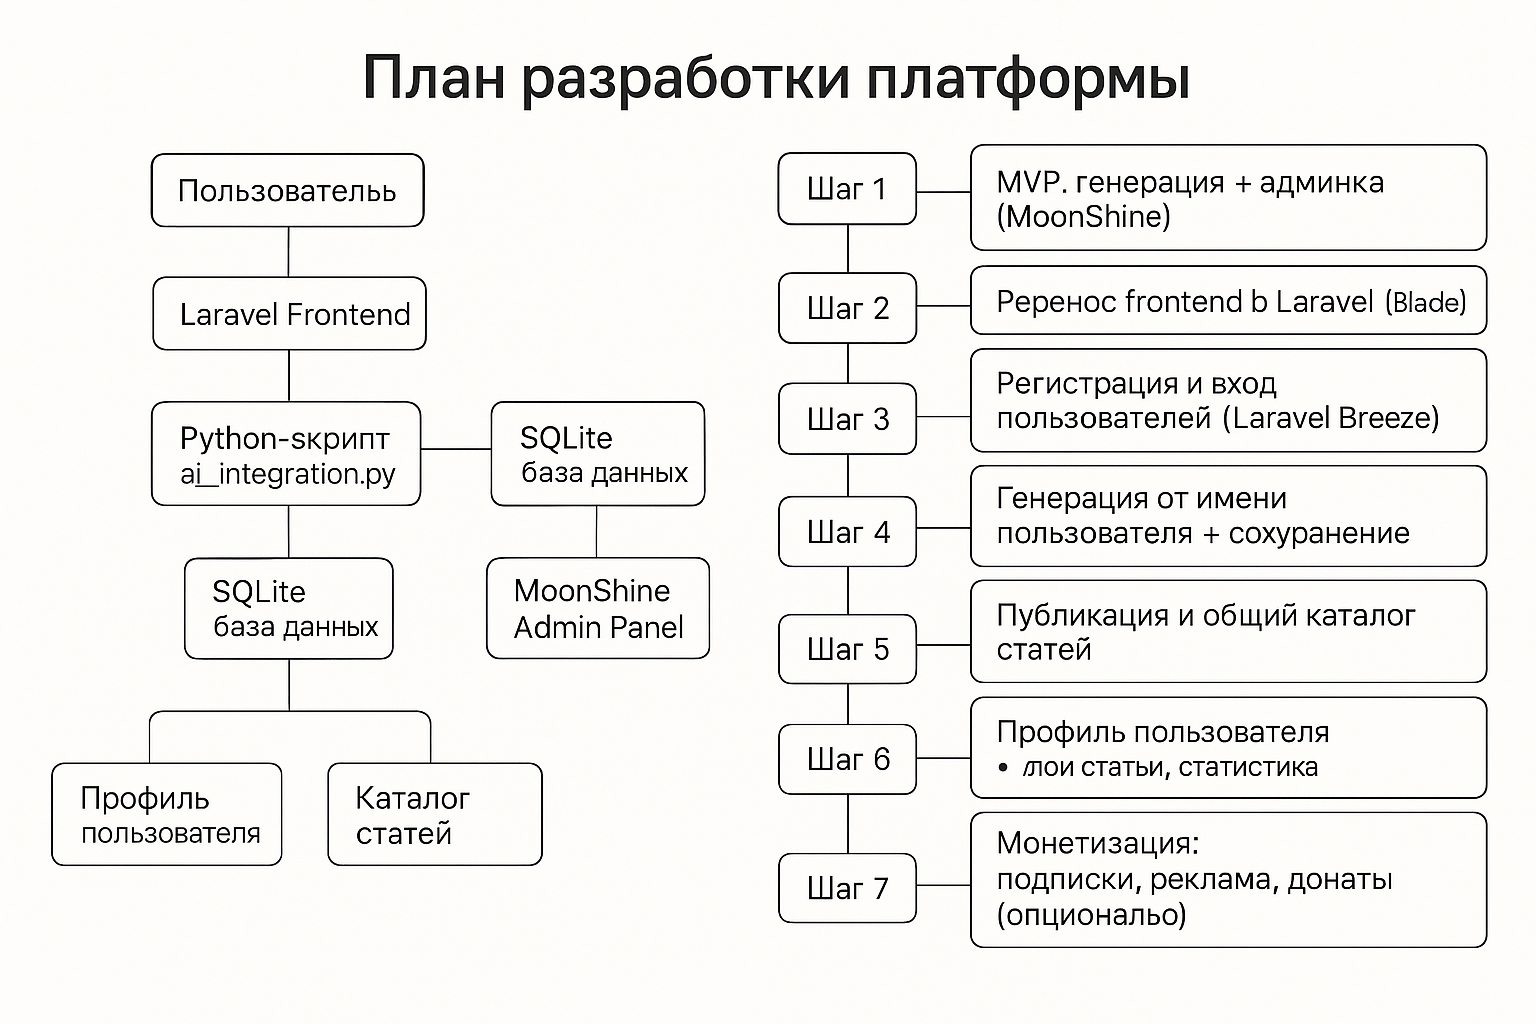 План разработки платформы
Пользовательь
Laravel Frontend
Python-sкрипт
ai_integration.py
SQLite
база данных
SQLite
база данных
MoonShine
Admin Panel
Профиль
пользователя
Каталог
статей
Шаг 1
MVP. генерация + админка
(MoonShine)
Шаг 2
Реренос frontend b Laravel (Blade)
Шаг 3
Регистрация и вход
пользователей (Laravel Breeze)
Шаг 4
Генерация от имени
пользователя + сохуранение
Шаг 5
Публикация и общий каталог
статей
Шаг 6
Профиль пользователя
• лои статьи, статистика
Шаг 7
Монетизация:
подписки, реклама, донаты
(опциональо)